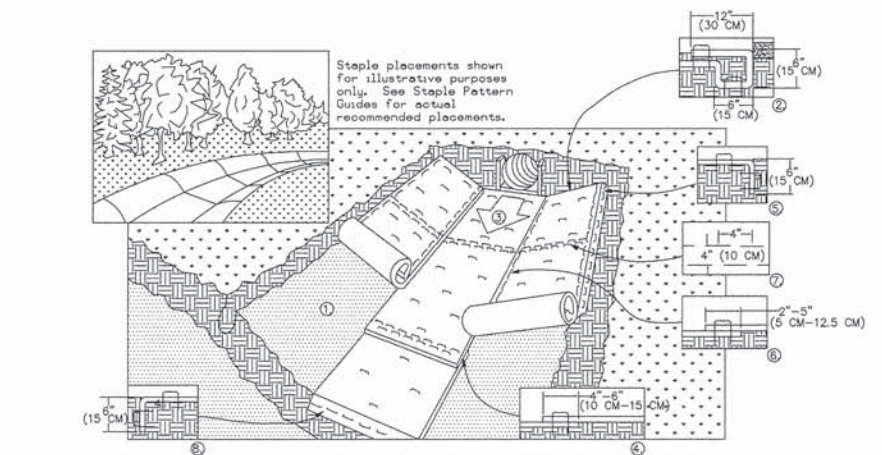 Staple placements shown
for illustrative purposes
only. See Staple Pattern
Guides for actual
recommended placements.
12"
(30 CM)
6"
(15 CM)
6"
(15 CM)
2.
3
6"
(15 CM)
5.
4"
4" (10 CM)
7.
1.
2"-5"
(5 CM-12.5 CM)
6.
4"-6"
(10 CM-15 CM)
4.
6"
(15 CM)
8.